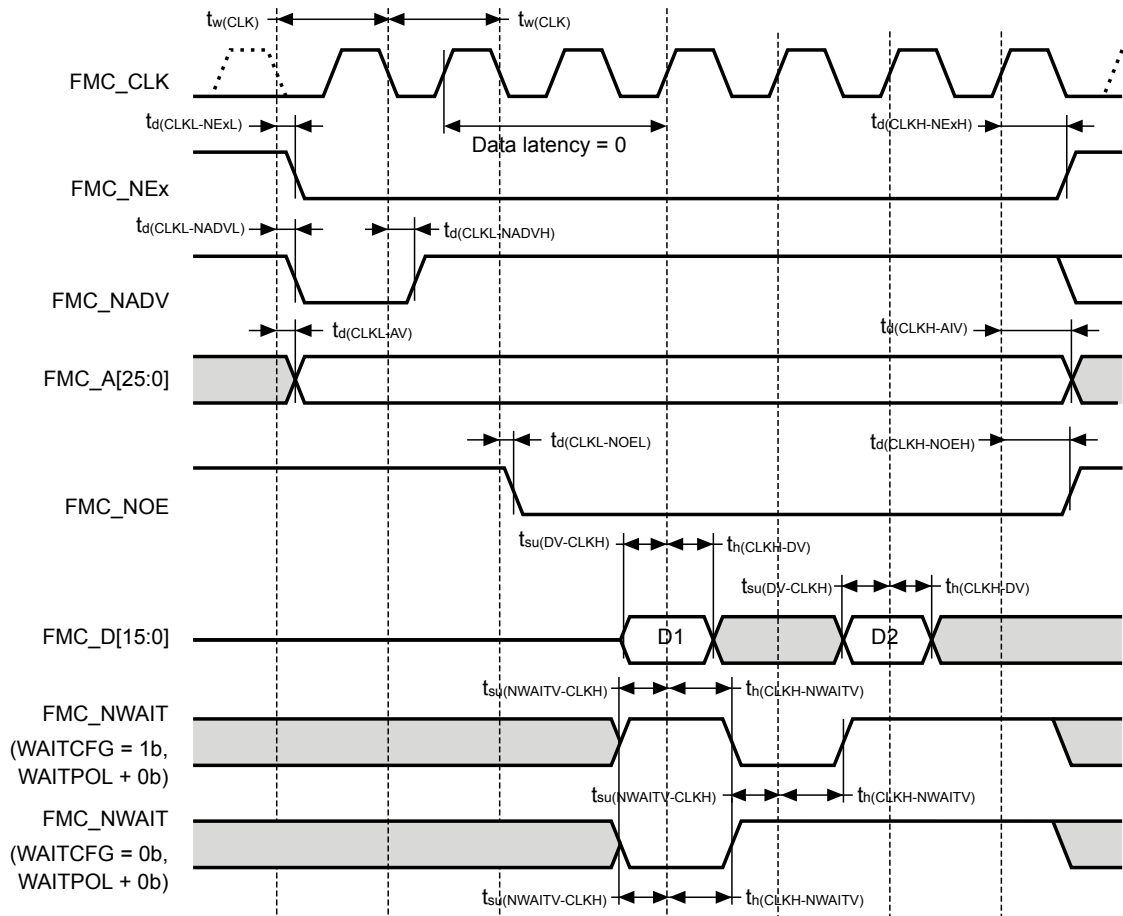 tw(CLK) tw(CLK)
FMC_CLK
td(CLKL-NExL) td(CLKH-NExH)
Data latency = 0
FMC_NEx
td(CLKL-NADVL) td(CLKL-NADVH)
FMC_NADV
td(CLKL-AV) td(CLKH-AIV)
FMC_A[25:0]
td(CLKL-NOEL) td(CLKH-NOEH)
FMC_NOE
tsu(DV-CLKH) th(CLKH-DV)
tsu(DV-CLKH) th(CLKH-DV)
FMC_D[15:0] D1 D2
tsu(NWAITV-CLKH) th(CLKH-NWAITV)
FMC_NWAIT
(WAITCFG = 1b,
WAITPOL + 0b)
tsu(NWAITV-CLKH) th(CLKH-NWAITV)
FMC_NWAIT
(WAITCFG = 0b,
WAITPOL + 0b)
tsu(NWAITV-CLKH) th(CLKH-NWAITV)